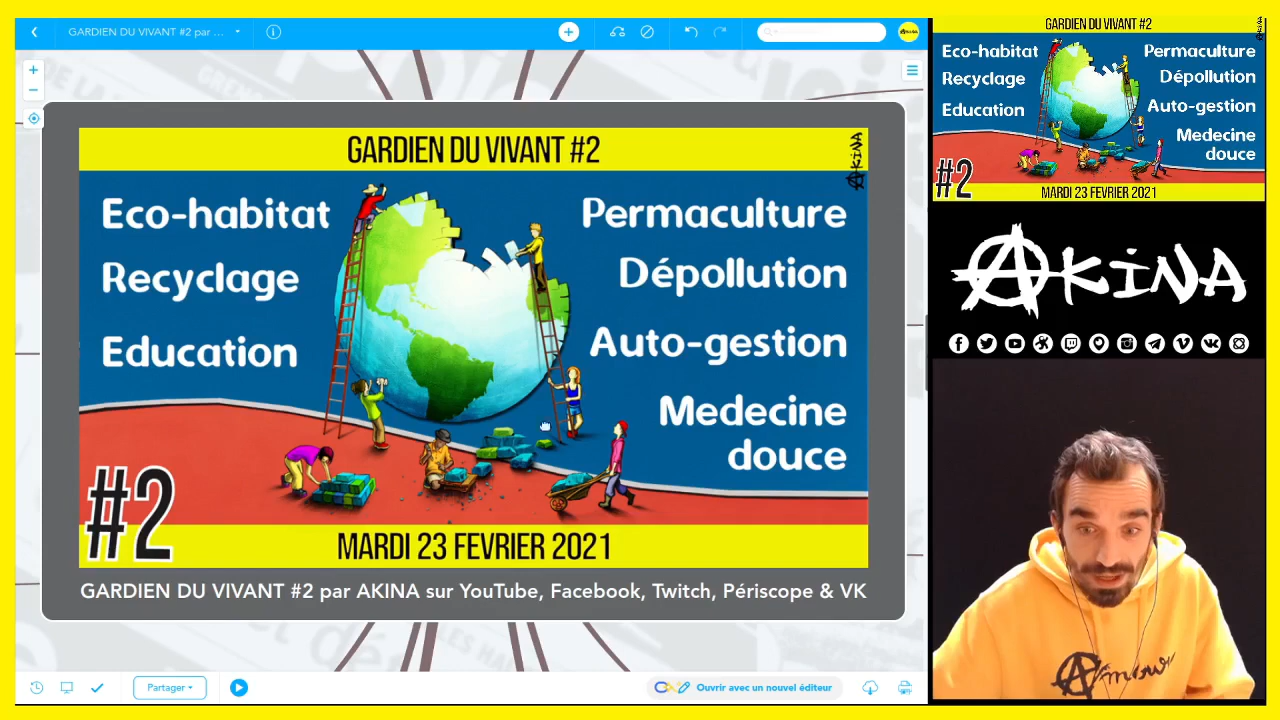 GARDIEN DU VIVANT #2 par ...
GARDIEN DU VIVANT #2
AKiNA
Eco-habitat
Recyclage
Education
Permaculture
Dépollution
Auto-gestion
Medecine
douce
#2
MARDI 23 FEVRIER 2021
GARDIEN DU VIVANT #2 par AKINA sur YouTube, Facebook, Twitch, Périscope & VK
Partager
Ouvrir avec un nouvel éditeur
GARDIEN DU VIVANT #2
Eco-habitat
Recyclage
Education
Permaculture
Dépollution
Auto-gestion
Medecine
douce
#2
MARDI 23 FEVRIER 2021
AKiNA